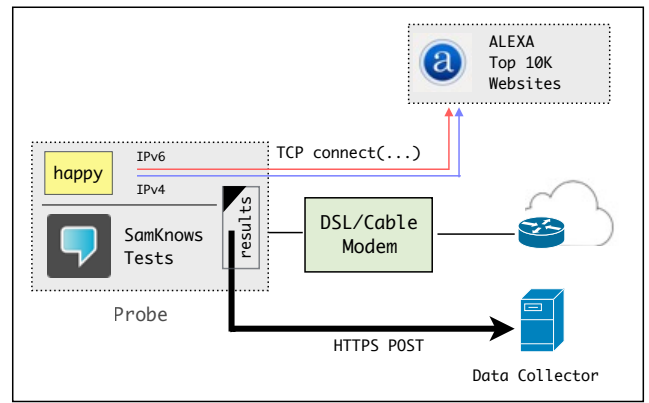 ALEXA
Top 10K
Websites
TCP connect(...)
IPv6
happy
IPv4
results
SamKnows
Tests
DSL/Cable
Modem
Probe
HTTPS POST
Data Collector
a